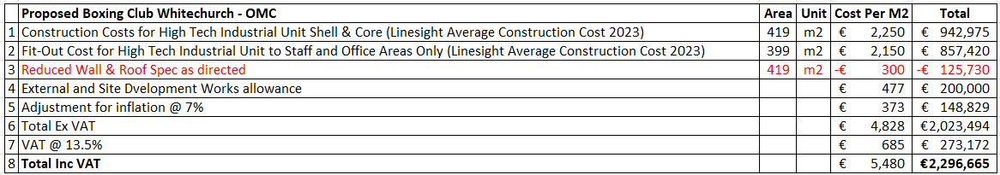 Proposed Boxing Club Whitechurch - OMC Area Unit Cost Per M2 Total
1 Construction Costs for High Tech Industrial Unit Shell & Core (Linesight Average Construction Cost 2023) 419 m2 € 2,250 € 942,975
2 Fit-Out Cost for High Tech Industrial Unit to Staff and Office Areas Only (Linesight Average Construction Cost 2023) 399 m2 € 2,150 € 857,420
3 Reduced Wall & Roof Spec as directed 419 m2 -€ 300 -€ 125,730
4 External and Site Dvelopment Works allowance € 477 € 200,000
5 Adjustment for inflation @ 7% € 373 € 148,829
6 Total Ex VAT € 4,828 €2,023,494
7 VAT @ 13.5% € 685 € 273,172
8 Total Inc VAT € 5,480 €2,296,665